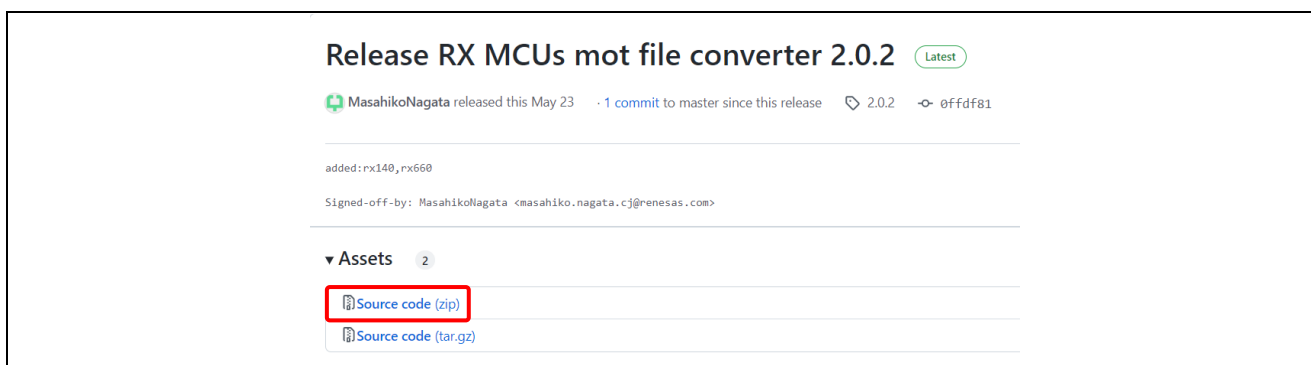 Release RX MCUs mot file converter 2.0.2 Latest
MasahikoNagata released this May 23 · 1 commit to master since this release 2.0.2 0ffdf81
added:rx140,rx660
Signed-off-by: MasahikoNagata <masahiko.nagata.cj@renesas.com>
▾ Assets 2
Source code (zip)
Source code (tar.gz)